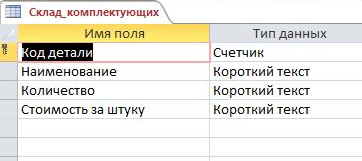 Склад_комплектующих
Имя поля Тип данных
Код детали Счетчик
Наименование Короткий текст
Количество Короткий текст
Стоимость за штуку Короткий текст